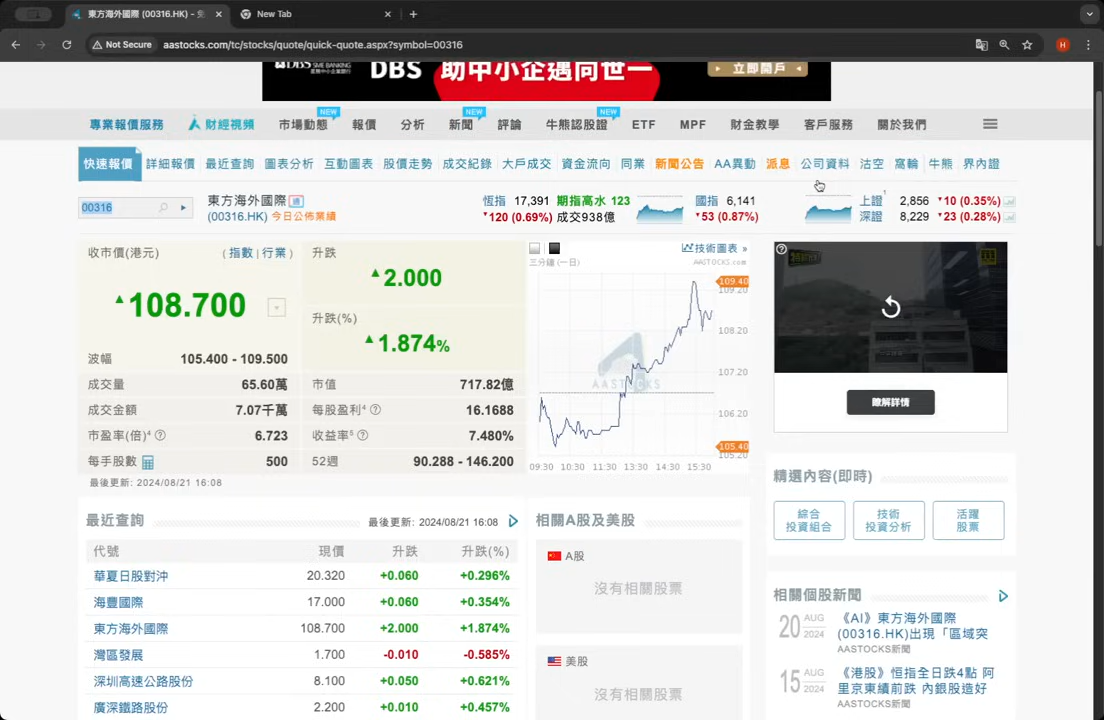 東方海外國際 (00316.HK) - 
New Tab
Not Secure
aastocks.com/tc/stocks/quote/quick-quote.aspx?symbol=00316
H
DBS
助中小企邁向世一
立即開戶
專業報價服務
財經視頻
市場動態
NEW
報價
分析
新聞
NEW
評論
牛熊認股證
NEW
ETF
MPF
財金教學
客戶服務
關於我們
快速報價
詳細報價
最近查詢
圖表分析
互動圖表
股價走勢
成交紀錄
大戶成交
資金流向
同業
新聞公告
AA異動
派息
公司資料
沽空
窩輪
牛熊
界內證
00316
東方海外國際
(00316.HK) 今日公佈業績
恆指 17,391 期指高水 123
120 (0.69%) 成交938億
國指 6,141
53 (0.87%)
上證 2,856 10 (0.35%)
深證 8,229 23 (0.28%)
收市價(港元)
( 指數 | 行業 )
108.700
升跌
2.000
升跌(%)
1.874%
波幅 105.400 - 109.500
成交量 65.60萬
市值 717.82億
成交金額 7.07千萬
每股盈利4 16.1688
市盈率(倍)4 6.723
收益率5 7.480%
每手股數 500
52週 90.288 - 146.200
最後更新: 2024/08/21 16:08
技術圖表 »
三分鐘 (一日)
AASTOCKS.com
109.40
109.20
108.20
107.20
106.20
105.40
105.20
AASTOCKS
09:30 10:30 11:30 13:30 14:30 15:30
瞭解詳情
最近查詢
最後更新: 2024/08/21 16:08
代號 現價 升跌 升跌(%)
華夏日股對沖 20.320 +0.060 +0.296%
海豐國際 17.000 +0.060 +0.354%
東方海外國際 108.700 +2.000 +1.874%
灣區發展 1.700 -0.010 -0.585%
深圳高速公路股份 8.100 +0.050 +0.621%
廣深鐵路股份 2.200 +0.010 +0.457%
相關A股及美股
A股
沒有相關股票
美股
沒有相關股票
精選內容(即時)
綜合
投資組合
技術
投資分析
活躍
股票
相關個股新聞
20 AUG 2024
《AI》東方海外國際
(00316.HK)出現「區域突
AASTOCKS新聞
15 AUG 2024
《港股》恒指全日跌4點 阿
里京東績前跌 內銀股造好
AASTOCKS新聞